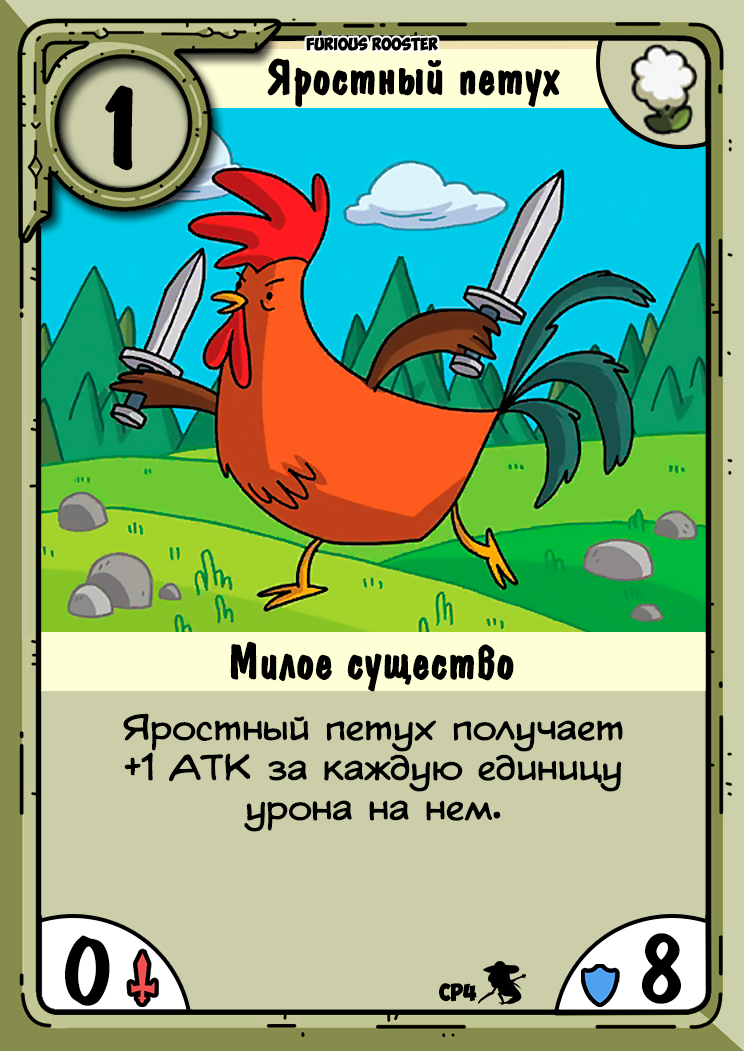 FURIOUS ROOSTER
Яростный петух
1
Милое существо
Яростный петух получает
+1 АТК за каждую единицу
урона на нем.
0
CP4
8